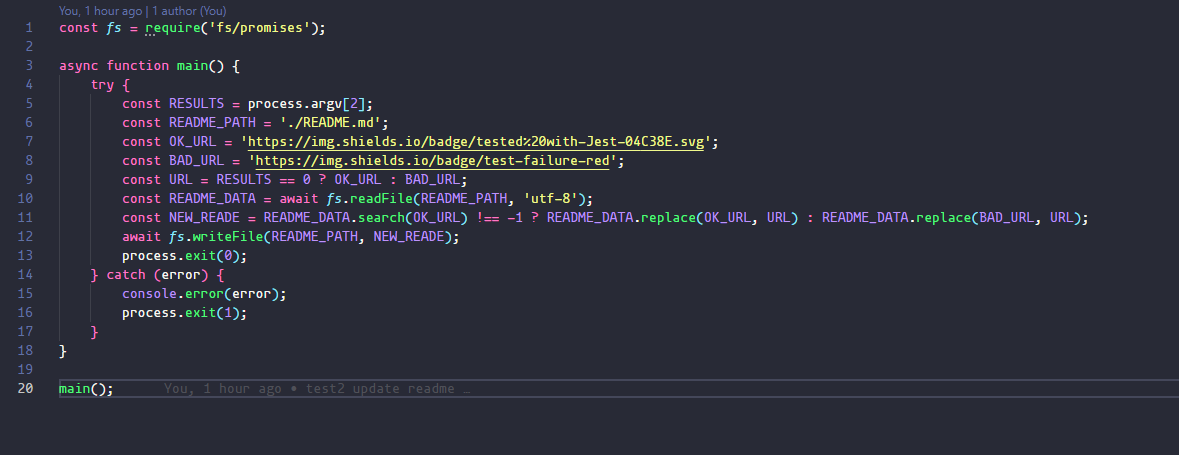 You, 1 hour ago | 1 author (You)
1 const fs = require('fs/promises');
2
3 async function main() {
4     try {
5         const RESULTS = process.argv[2];
6         const README_PATH = './README.md';
7         const OK_URL = 'https://img.shields.io/badge/tested%20with-Jest-04C38E.svg';
8         const BAD_URL = 'https://img.shields.io/badge/test-failure-red';
9         const URL = RESULTS == 0 ? OK_URL : BAD_URL;
10         const README_DATA = await fs.readFile(README_PATH, 'utf-8');
11         const NEW_READE = README_DATA.search(OK_URL) !== -1 ? README_DATA.replace(OK_URL, URL) : README_DATA.replace(BAD_URL, URL);
12         await fs.writeFile(README_PATH, NEW_READE);
13         process.exit(0);
14     } catch (error) {
15         console.error(error);
16         process.exit(1);
17     }
18 }
19
20 main();      You, 1 hour ago • test2 update readme …